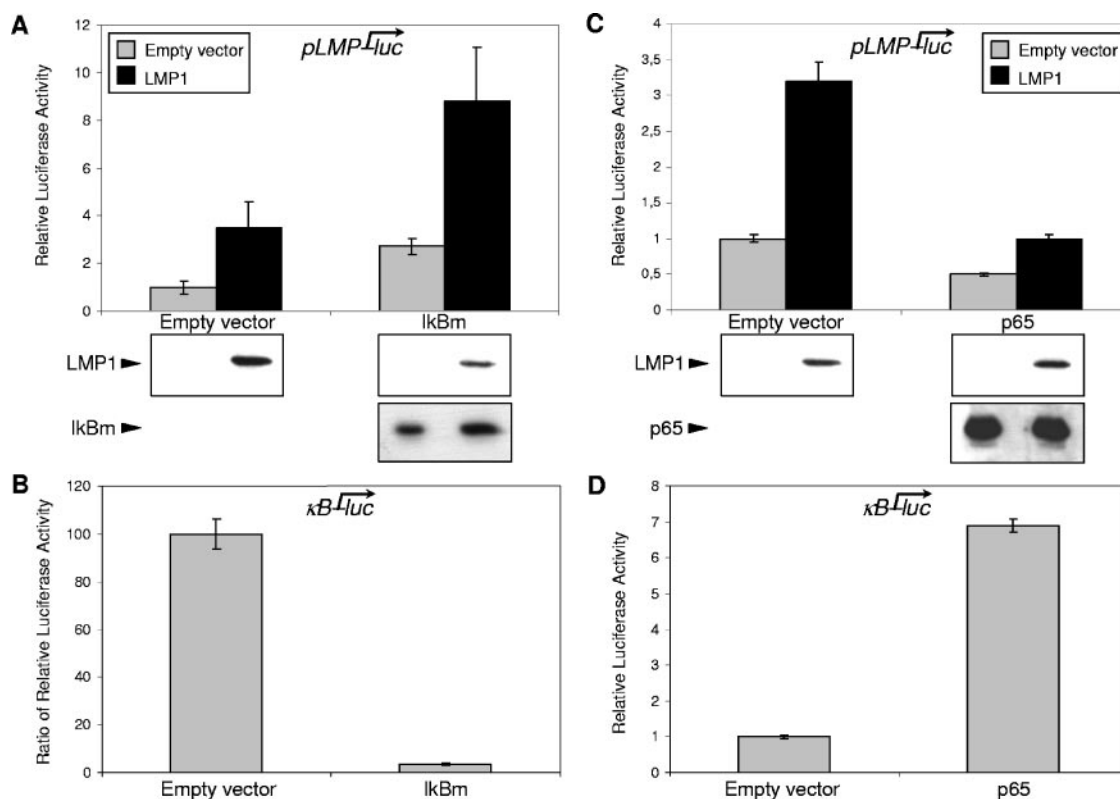 A
Empty vector
LMP1
pLMP luc
Relative Luciferase Activity
12
10
8
6
4
2
0
Empty vector
IkBm
LMP1
IkBm
B
κB luc
Ratio of Relative Luciferase Activity
120
100
80
60
40
20
0
Empty vector
IkBm
C
pLMP luc
Empty vector
LMP1
Relative Luciferase Activity
4
3,5
3
2,5
2
1,5
1
0,5
0
Empty vector
p65
LMP1
p65
D
κB luc
Relative Luciferase Activity
8
7
6
5
4
3
2
1
0
Empty vector
p65